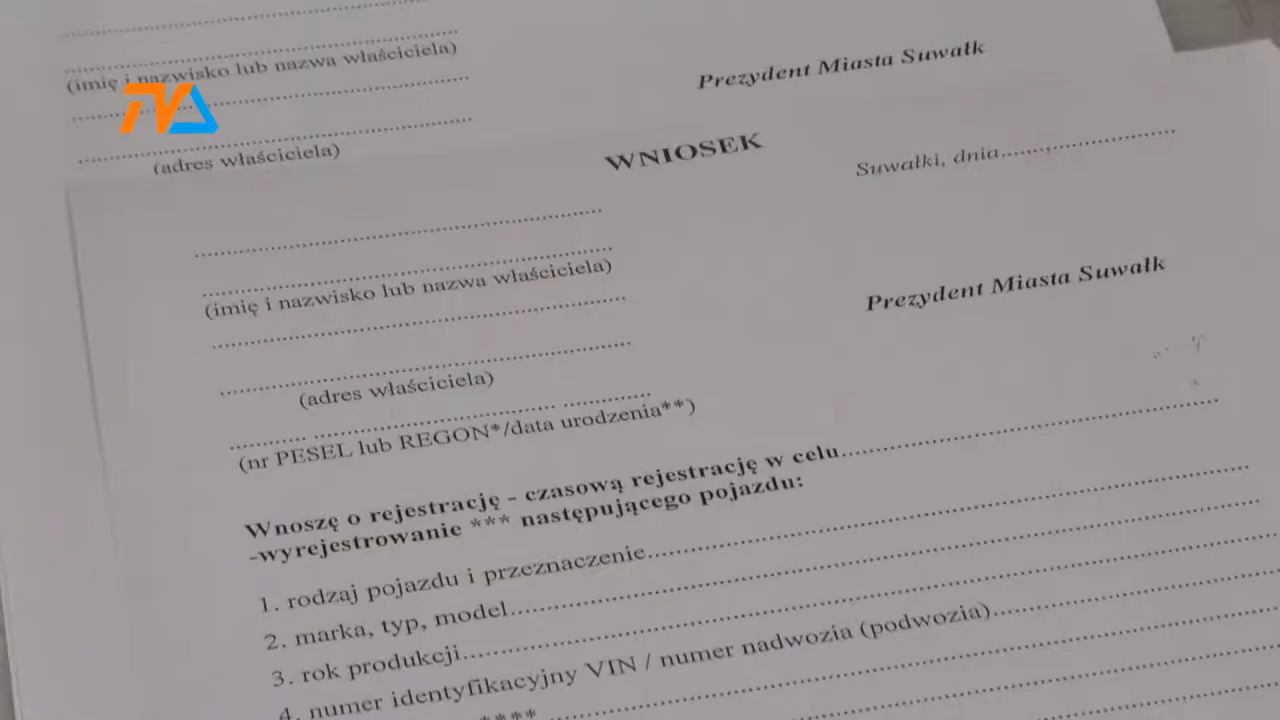 (imię i nazwisko lub nazwa właściciela)
Prezydent Miasta Suwałk
TVA
(adres właściciela)
WNIOSEK
Suwałki, dnia....................
(imię i nazwisko lub nazwa właściciela)
Prezydent Miasta Suwałk
(adres właściciela)
(nr PESEL lub REGON*/data urodzenia**)
Wnoszę o rejestrację - czasową rejestrację w celu....................
-wyrejestrowanie *** następującego pojazdu:
1. rodzaj pojazdu i przeznaczenie....................
2. marka, typ, model....................
3. rok produkcji....................
4. numer identyfikacyjny VIN / numer nadwozia (podwozia)....................
****